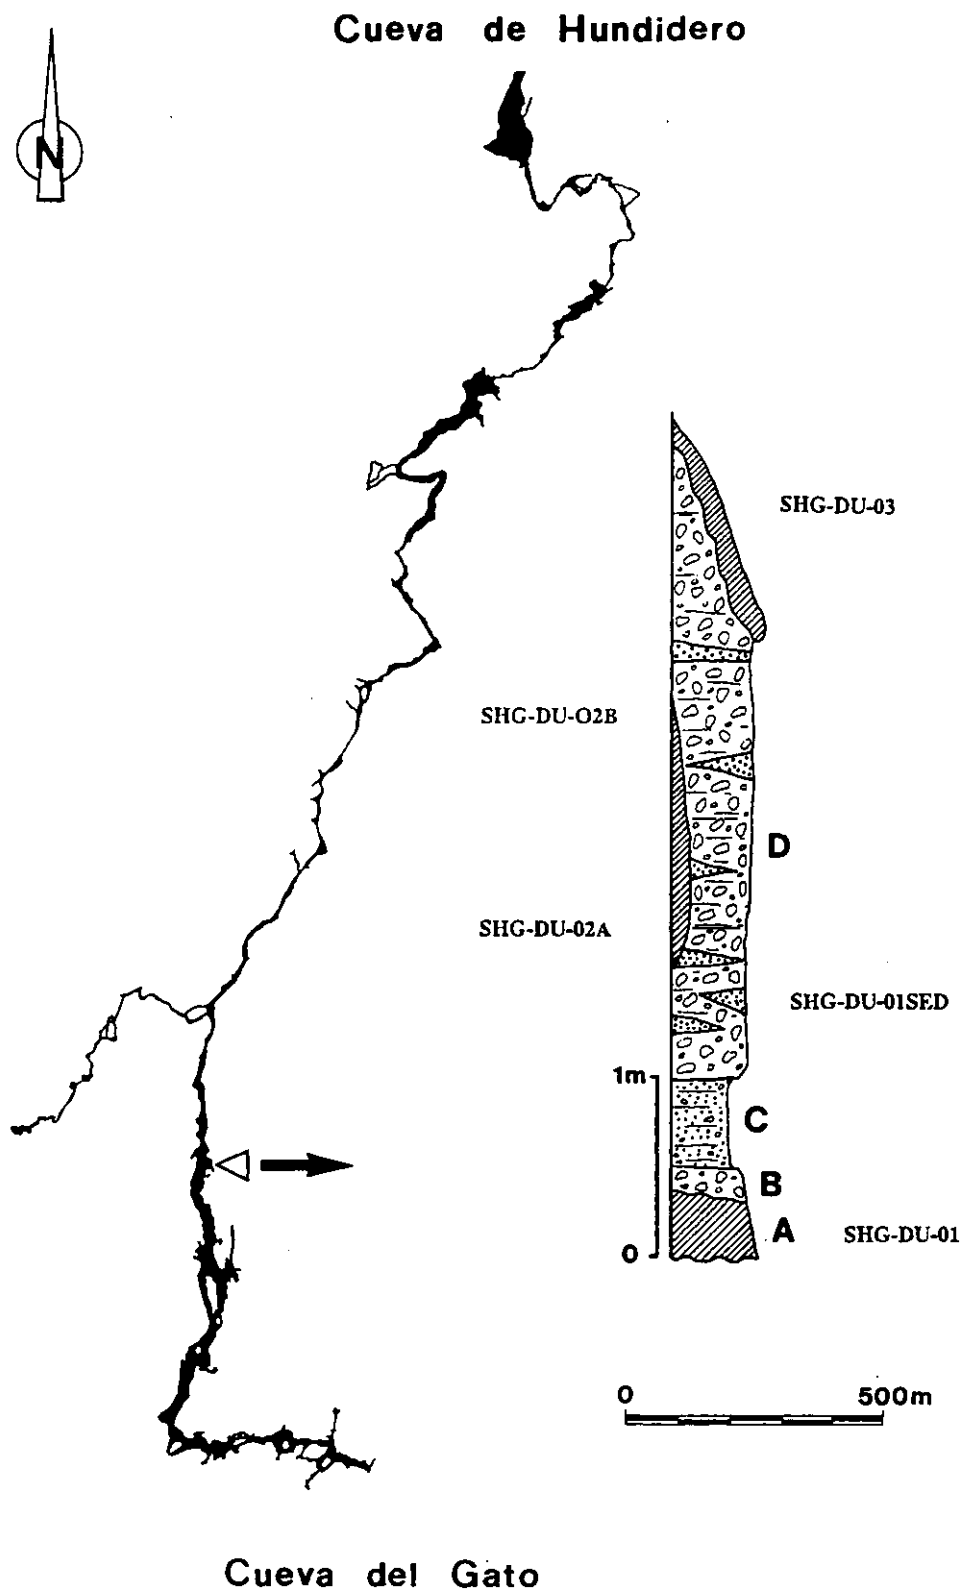 Cueva de Hundidero
N
SHG-DU-03
SHG-DU-O2B
D
SHG-DU-02A
SHG-DU-01SED
1m
C
B
A
SHG-DU-01
0
0 500m
Cueva del Gato